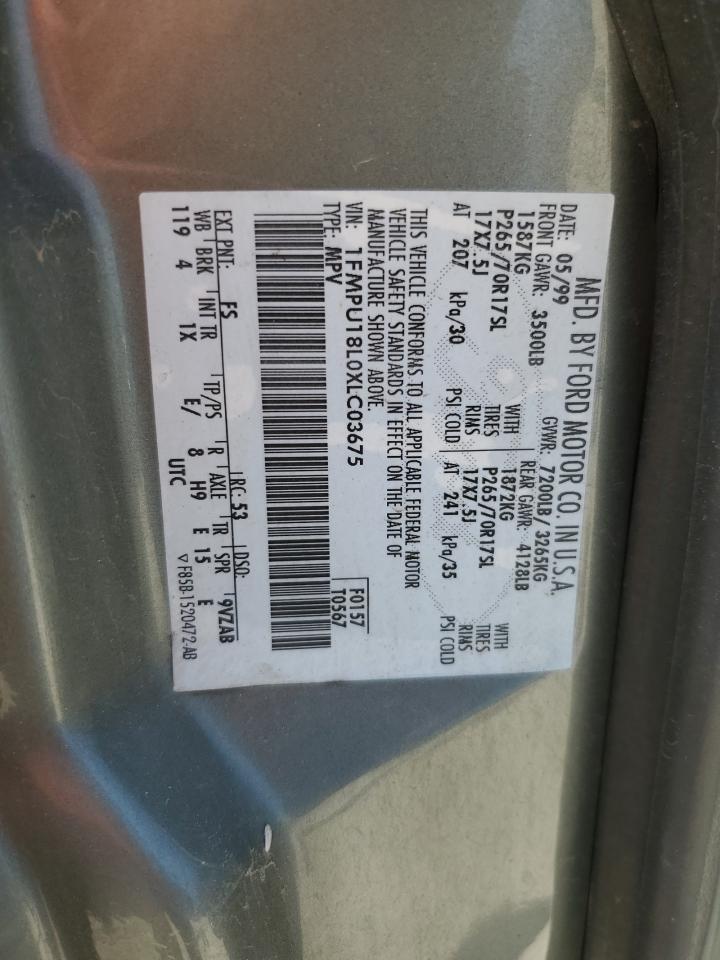 MFD. BY FORD MOTOR CO. IN U.S.A.
DATE: 05/99 GVWR: 7200LB/ 3265KG
FRONT GAWR: 3500LB REAR GAWR: 4128LB
1587KG WITH 1872KG WITH
P265/70R17SL TIRES P265/70R17SL TIRES
17X7.5J RIMS 17X7.5J RIMS
AT 207 kPa/30 PSI COLD AT 241 kPa/35 PSI COLD
THIS VEHICLE CONFORMS TO ALL APPLICABLE FEDERAL MOTOR
VEHICLE SAFETY STANDARDS IN EFFECT ON THE DATE OF
MANUFACTURE SHOWN ABOVE.
VIN: 1FMPU18L0XLC03675 F0157
TYPE: MPV T0567
EXT PNT: FS RC: 53 DSO: 9VZAB
WB BRK INT TR TP/PS R AXLE TR SPR
119 4 1X E/ 8 H9 E 15 E
UTC ▽F85B-1520472-AB